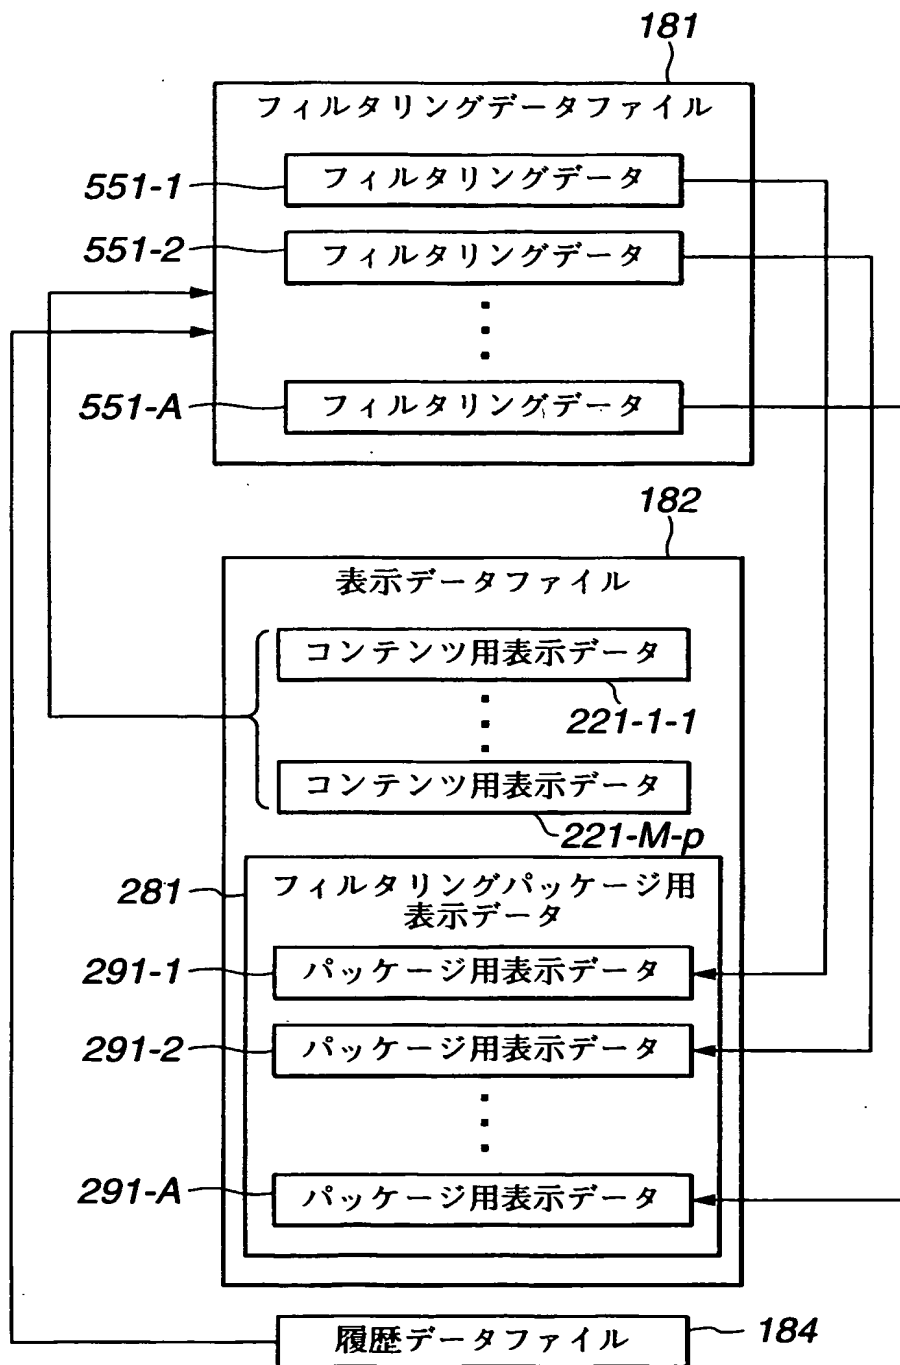 181
フィルタリングデータファイル
551-1
フィルタリングデータ
551-2
フィルタリングデータ
551-A
フィルタリングデータ
182
表示データファイル
コンテンツ用表示データ
221-1-1
コンテンツ用表示データ
221-M-p
281
フィルタリングパッケージ用
表示データ
291-1
パッケージ用表示データ
291-2
パッケージ用表示データ
291-A
パッケージ用表示データ
履歴データファイル
184